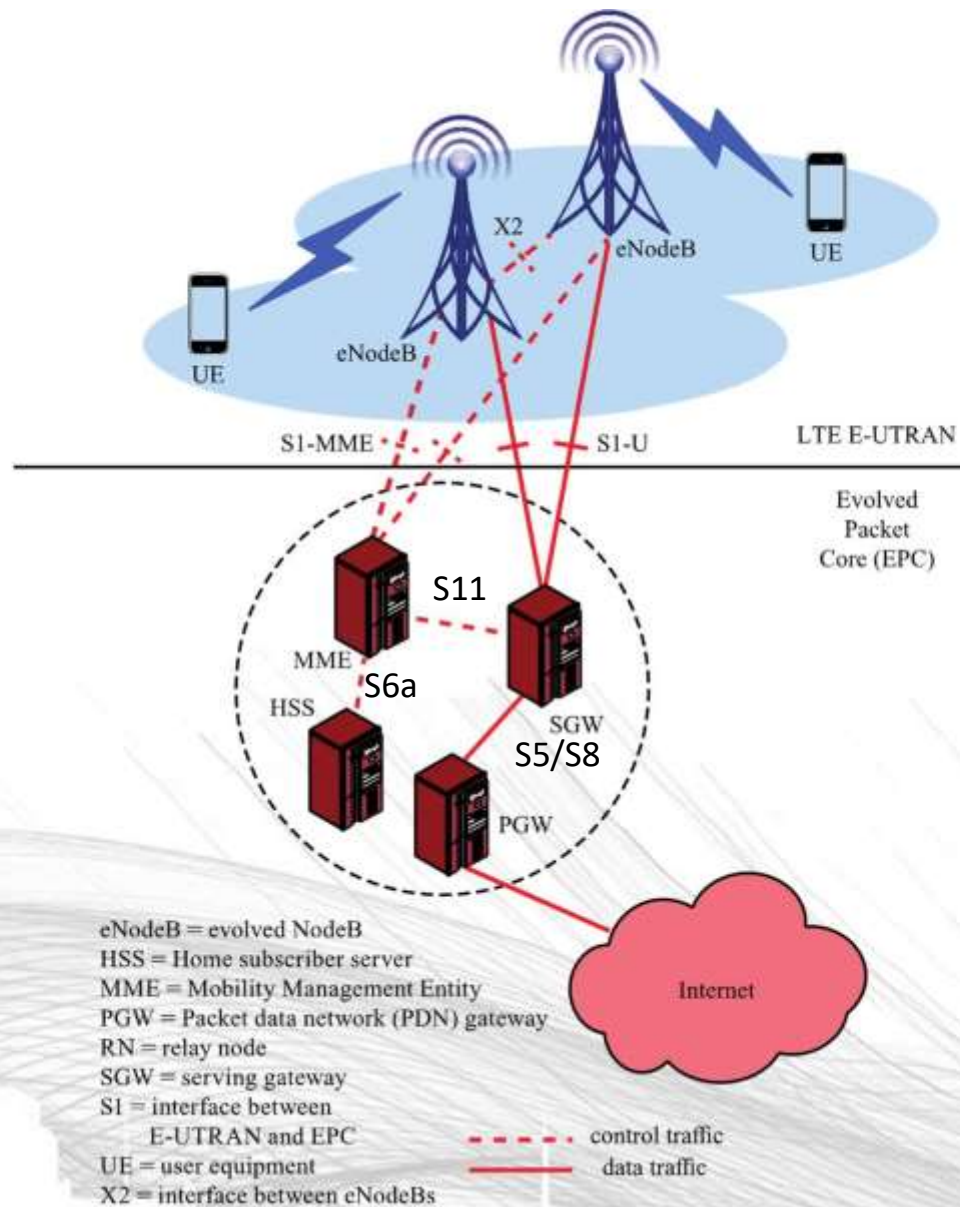 X2
eNodeB
UE
eNodeB
UE
S1-MME
S1-U
LTE E-UTRAN
Evolved
Packet
Core (EPC)
S11
MME
S6a
HSS
SGW
S5/S8
PGW
Internet
eNodeB = evolved NodeB
HSS = Home subscriber server
MME = Mobility Management Entity
PGW = Packet data network (PDN) gateway
RN = relay node
SGW = serving gateway
S1 = interface between
E-UTRAN and EPC
UE = user equipment
X2 = interface between eNodeBs
control traffic
data traffic